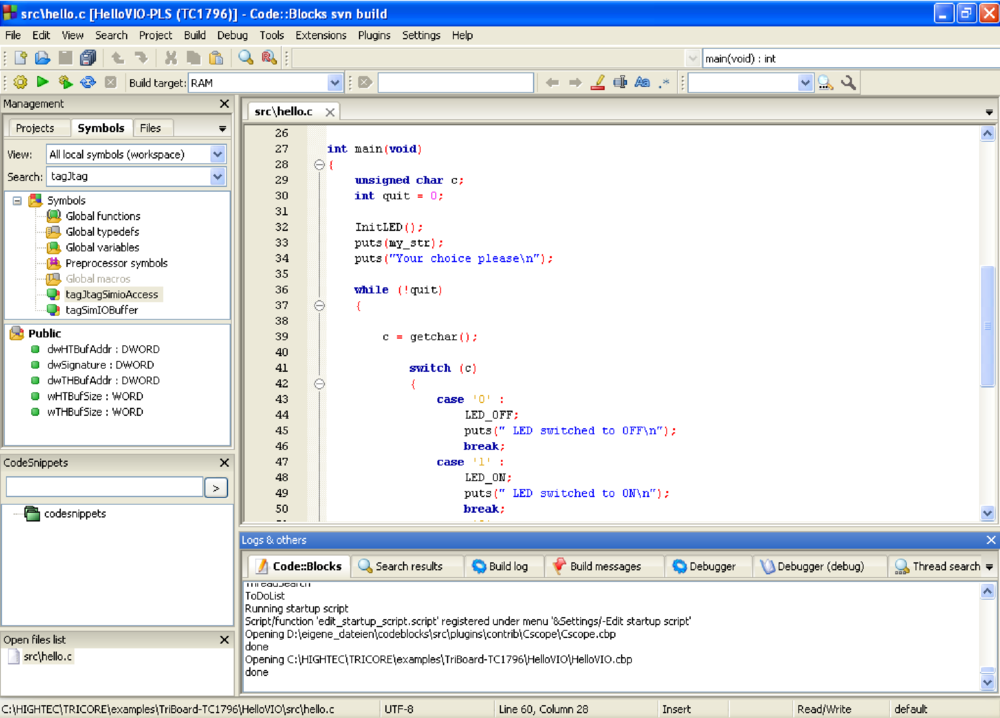 src\hello.c [HelloVIO-PLS (TC1796)] - Code::Blocks svn build
File Edit View Search Project Build Debug Tools Extensions Plugins Settings Help
main(void) : int
Build target: RAM
Management
Projects Symbols Files
View: All local symbols (workspace)
Search: tagJtag
Symbols
Global functions
Global typedefs
Global variables
Preprocessor symbols
Global macros
tagJtagSimioAccess
tagSimIOBuffer
Public
dwHTBufAddr : DWORD
dwSignature : DWORD
dwTHBufAddr : DWORD
wHTBufSize : WORD
wTHBufSize : WORD
CodeSnippets
>
codesnippets
Open files list
src\hello.c
src\hello.c
26
27 int main(void)
28 {
29 unsigned char c;
30 int quit = 0;
31
32 InitLED();
33 puts(my_str);
34 puts("Your choice please\n");
35
36 while (!quit)
37 {
38
39 c = getchar();
40
41 switch (c)
42 {
43 case '0' :
44 LED_OFF;
45 puts(" LED switched to OFF\n");
46 break;
47 case '1' :
48 LED_ON;
49 puts(" LED switched to ON\n");
50 break;
Logs & others
Code::Blocks Search results Build log Build messages Debugger Debugger (debug) Thread search
ThreadSearch
ToDoList
Running startup script
Script/function 'edit_startup_script.script' registered under menu '&Settings/-Edit startup script'
Opening D:\eigene_dateien\codeblocks\src\plugins\contrib\Cscope\Cscope.cbp
done
Opening C:\HIGHTEC\TRICORE\examples\TriBoard-TC1796\HelloVIO\HelloVIO.cbp
done
C:\HIGHTEC\TRICORE\examples\TriBoard-TC1796\HelloVIO\src\hello.c UTF-8 Line 60, Column 28 Insert Read/Write default